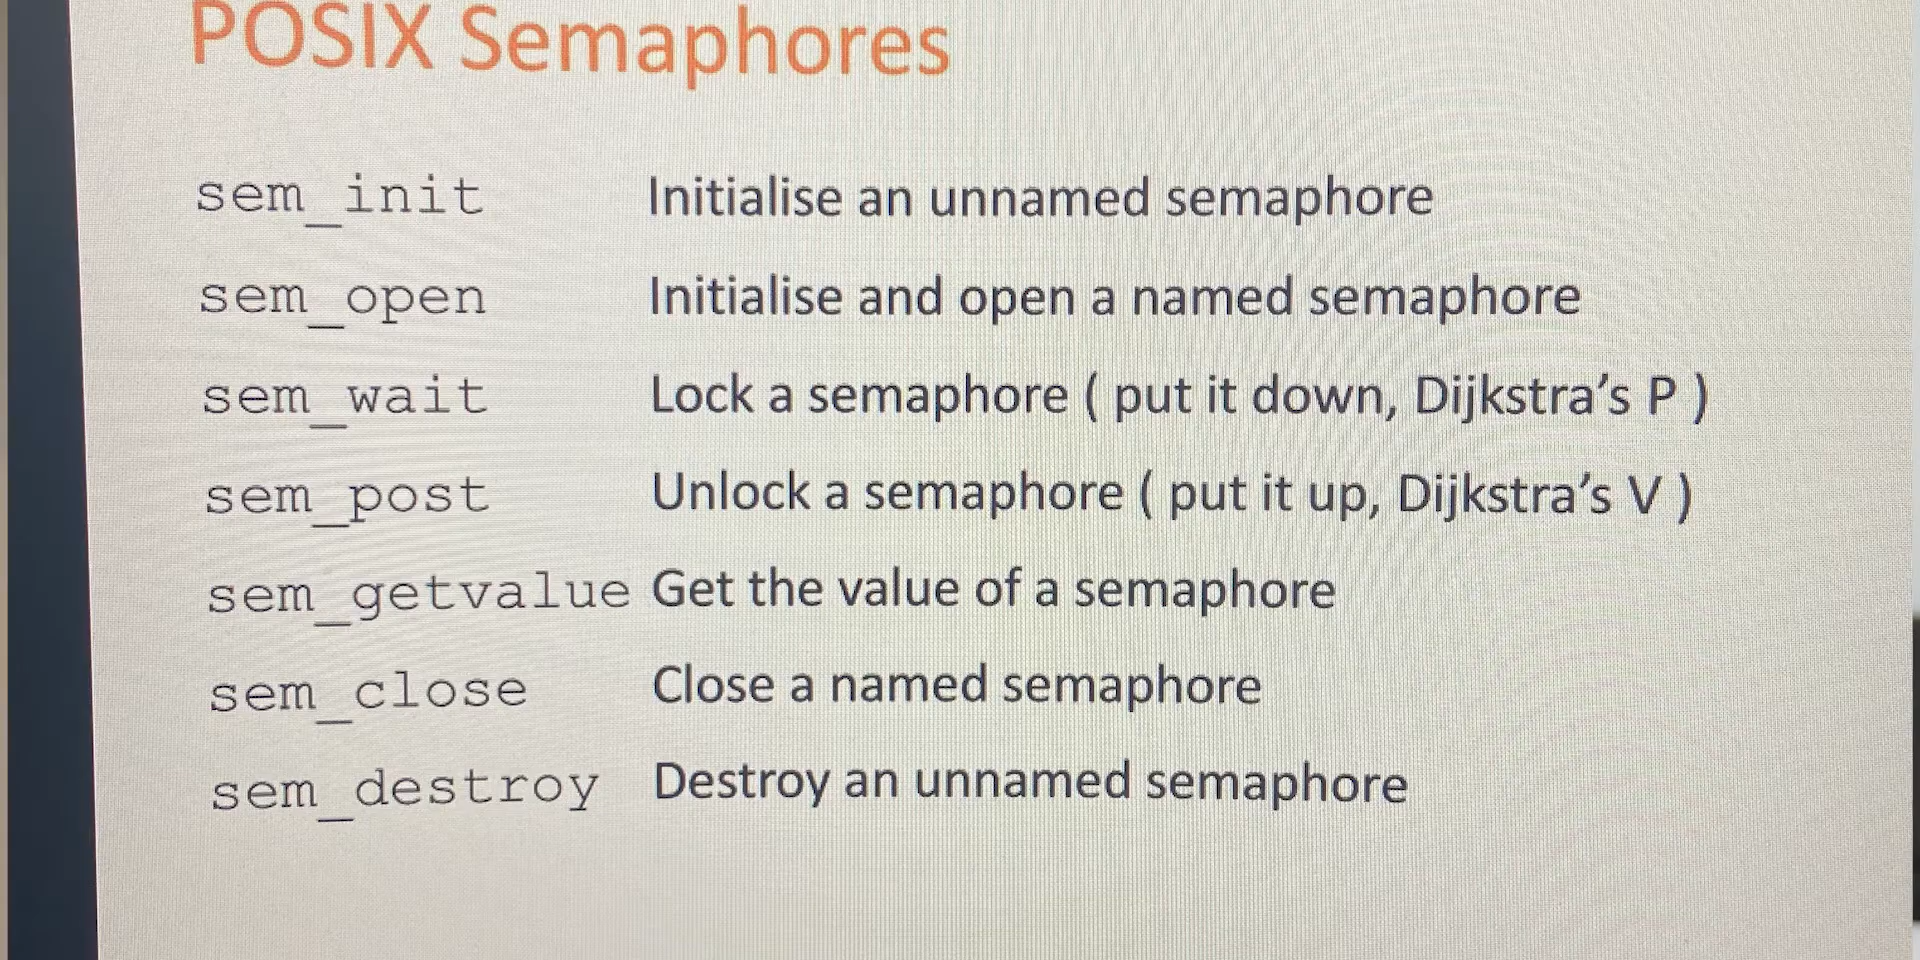 POSIX Semaphores
sem_init Initialise an unnamed semaphore
sem_open Initialise and open a named semaphore
sem_wait Lock a semaphore ( put it down, Dijkstra’s P )
sem_post Unlock a semaphore ( put it up, Dijkstra’s V )
sem_getvalue Get the value of a semaphore
sem_close Close a named semaphore
sem_destroy Destroy an unnamed semaphore